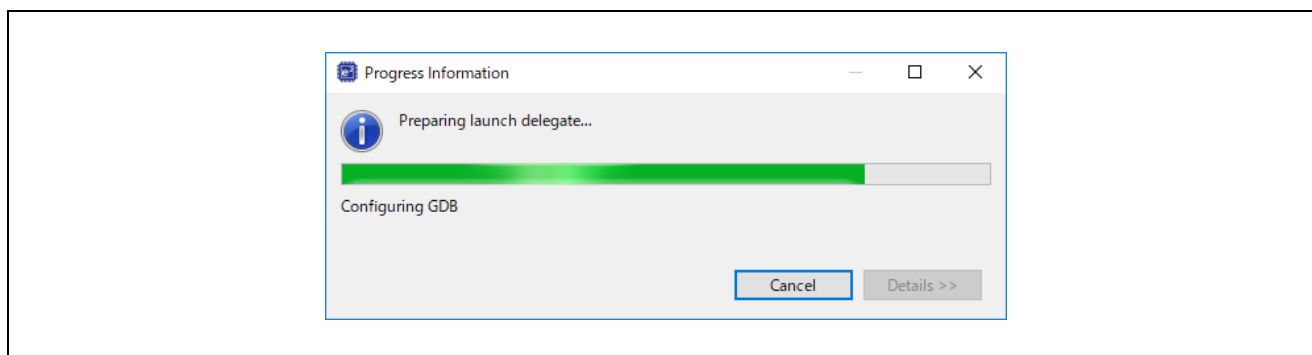 Progress Information
Preparing launch delegate...
Configuring GDB
Cancel
Details >>